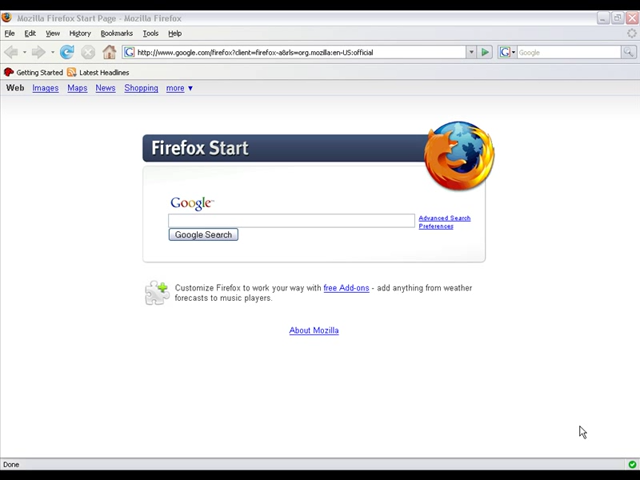 Mozilla Firefox Start Page - Mozilla Firefox
File Edit View History Bookmarks Tools Help
http://www.google.com/firefox?client=firefox-a&rls=org.mozilla:en-US:official
G Google
Getting Started Latest Headlines
Web Images Maps News Shopping more ▼
Firefox Start
Google™
Advanced Search
Preferences
Google Search
Customize Firefox to work your way with free Add-ons - add anything from weather
forecasts to music players.
About Mozilla
Done